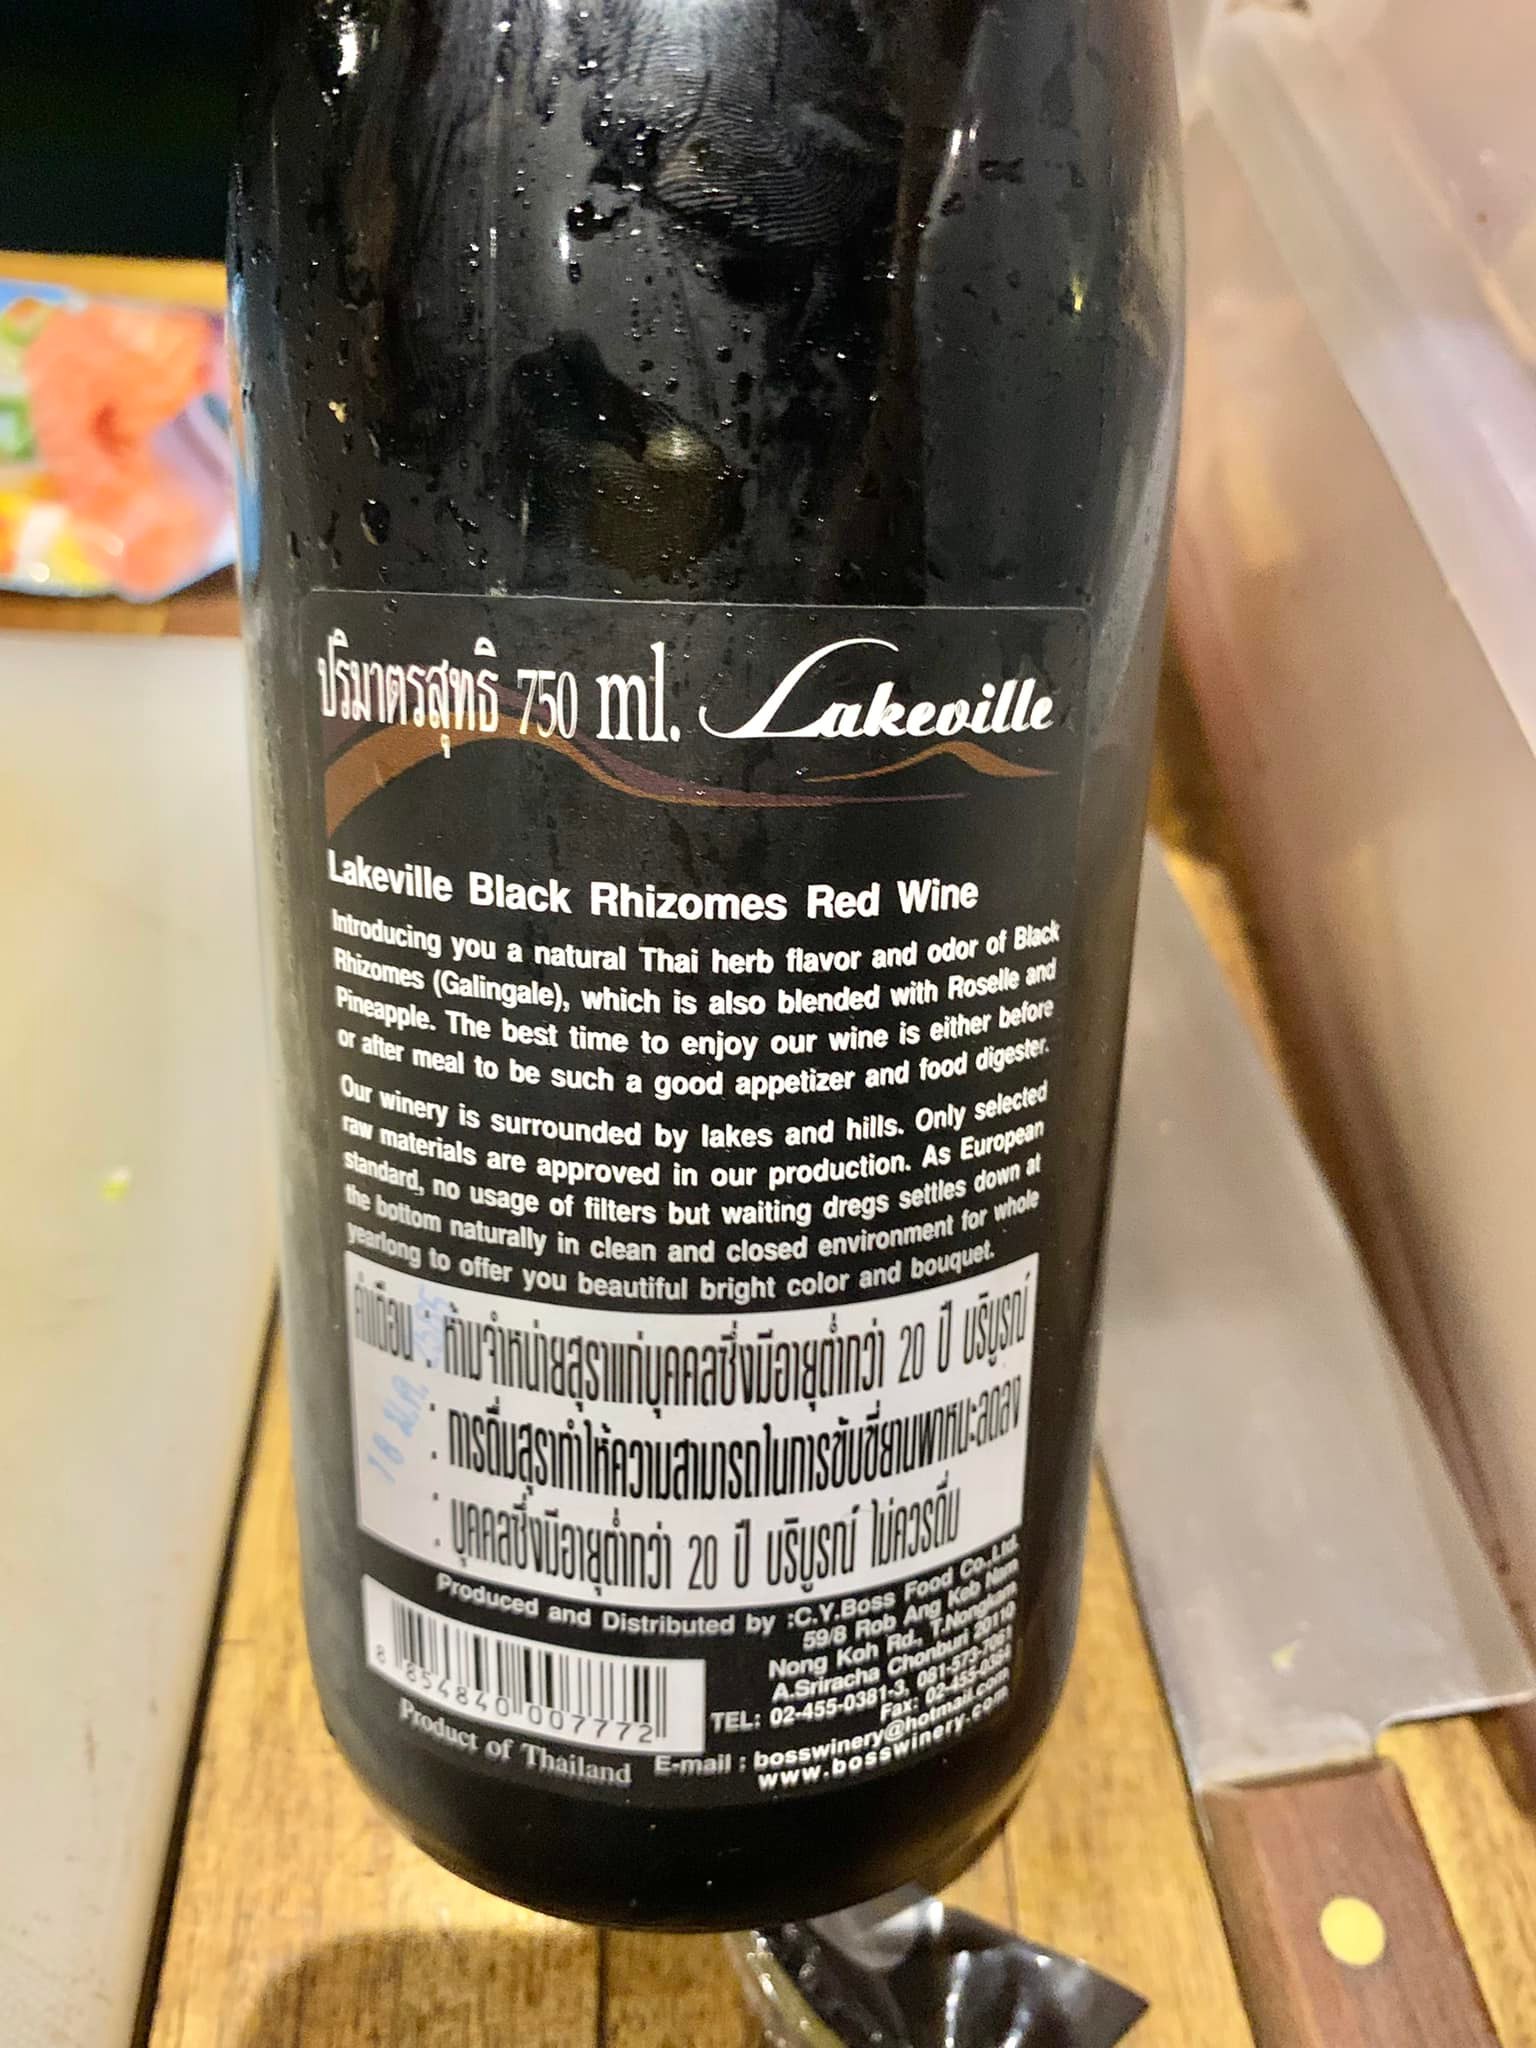 ปริมาตรสุทธิ 750 ml. Lakeville
Lakeville Black Rhizomes Red Wine
Introducing you a natural Thai herb flavor and odor of Black
Rhizomes (Galingale), which is also blended with Roselle and
Pineapple. The best time to enjoy our wine is either before
or after meal to be such a good appetizer and food digester.
Our winery is surrounded by lakes and hills. Only selected
raw materials are approved in our production. As European
standard, no usage of filters but waiting dregs settles down at
the bottom naturally in clean and closed environment for whole
yearlong to offer you beautiful bright color and bouquet.
คำเตือน : ห้ามจำหน่ายสุราแก่บุคคลซึ่งมีอายุต่ำกว่า 20 ปี บริบูรณ์
: การดื่มสุราทำให้ความสามารถในการขับขี่ยานพาหนะลดลง
: บุคคลซึ่งมีอายุต่ำกว่า 20 ปี บริบูรณ์ ไม่ควรดื่ม
18 ม.ค.
Produced and Distributed by :C.Y.Boss Food Co.,Ltd.
59/8 Rob Ang Keb Nam
Nong Koh Rd., T.Nongkam
A.Sriracha Chonburi 20110
TEL: 02-455-0381-3, 081-573-7061
Fax: 02-455-0384
E-mail : bosswinery@hotmail.com
www.bosswinery.com
8 854840 007772
Product of Thailand